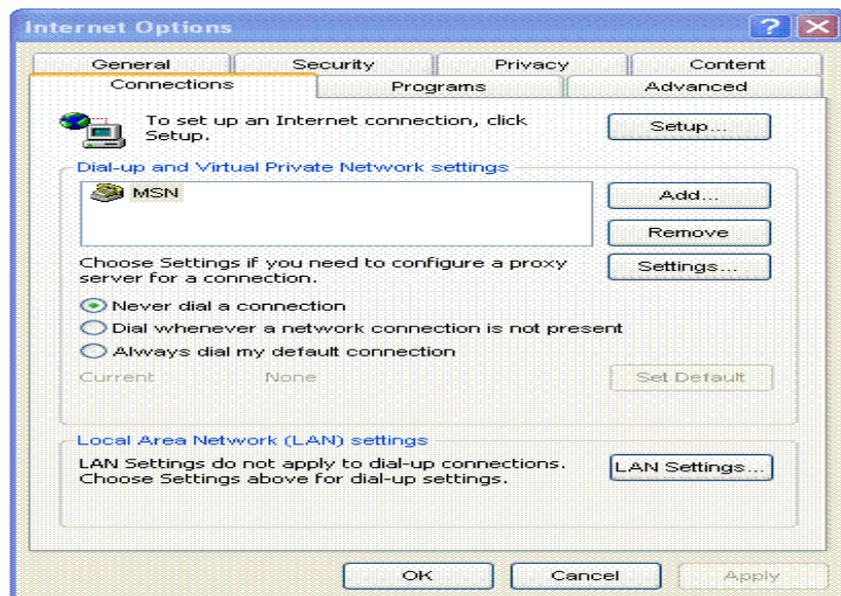 Internet Options
General Security Privacy Content
Connections Programs Advanced
To set up an Internet connection, click
Setup.
Setup...
Dial-up and Virtual Private Network settings
MSN
Add...
Remove
Choose Settings if you need to configure a proxy
server for a connection.
Settings...
Never dial a connection
Dial whenever a network connection is not present
Always dial my default connection
Current None
Set Default
Local Area Network (LAN) settings
LAN Settings do not apply to dial-up connections.
Choose Settings above for dial-up settings.
LAN Settings...
OK Cancel Apply